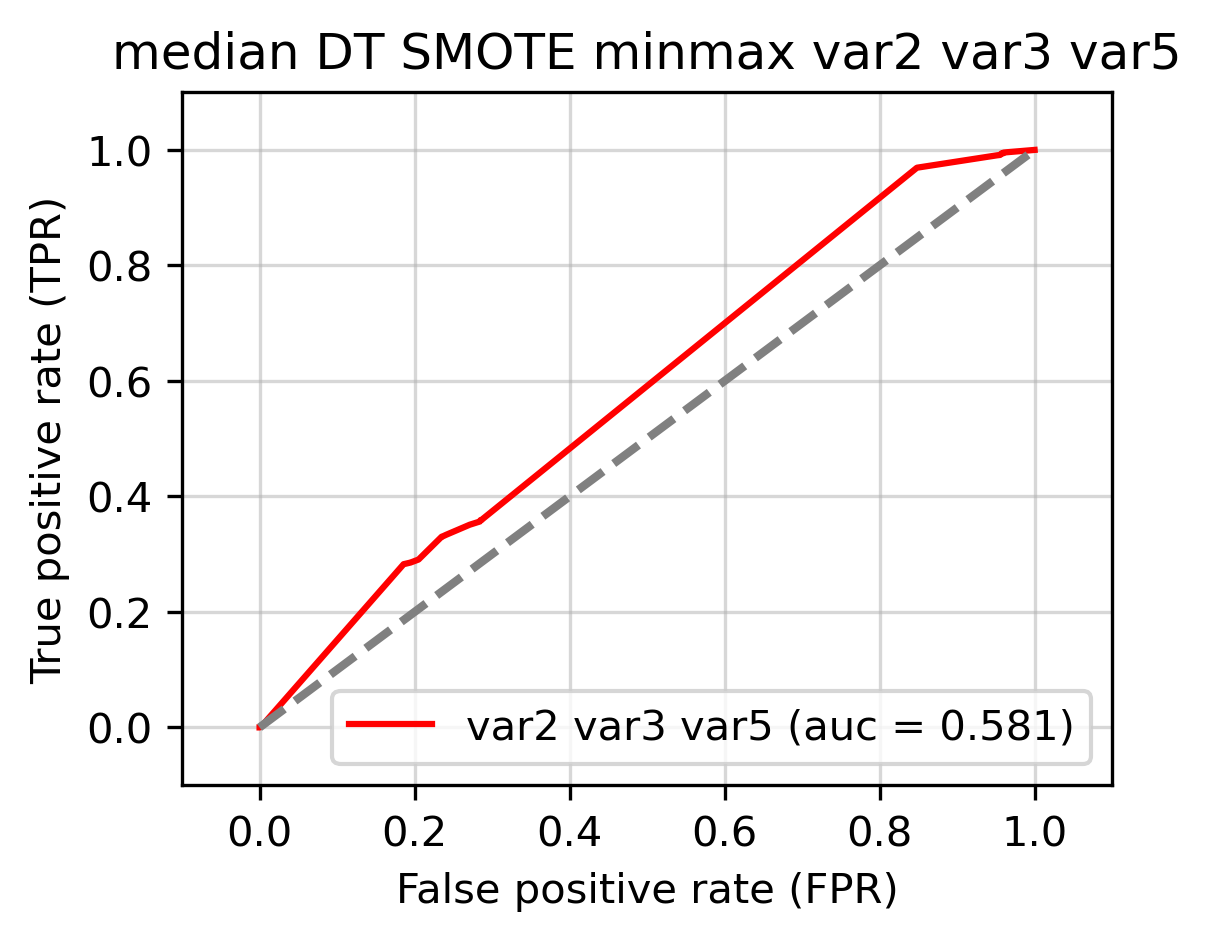 median DT SMOTE minmax var2 var3 var5
True positive rate (TPR)
1.0
0.8
0.6
0.4
0.2
0.0
var2 var3 var5 (auc = 0.581)
0.0 0.2 0.4 0.6 0.8 1.0
False positive rate (FPR)